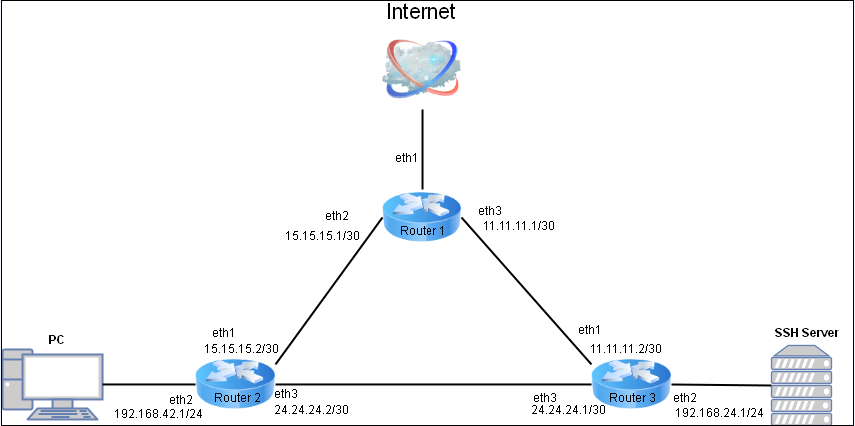 Internet
eth1
eth2
15.15.15.1/30
eth3
11.11.11.1/30
Router 1
eth1
15.15.15.2/30
eth1
11.11.11.2/30
PC
SSH Server
Router 2
eth2
192.168.42.1/24
eth3
24.24.24.2/30
eth3
24.24.24.1/30
Router 3
eth2
192.168.24.1/24